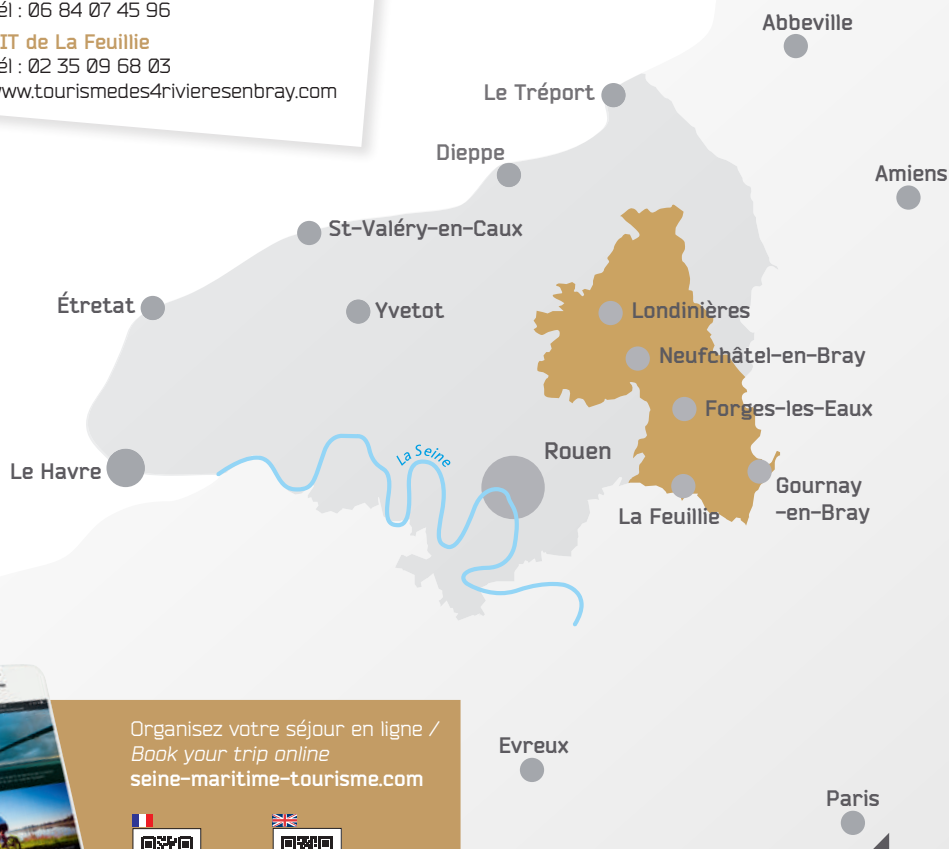 él : 06 84 07 45 96
IT de La Feuillie
él : 02 35 09 68 03
www.tourismedes4rivieresenbray.com
Abbeville
Le Tréport
Dieppe
Amiens
St-Valéry-en-Caux
Étretat
Yvetot
Londinières
Neufchâtel-en-Bray
Forges-les-Eaux
La Seine
Rouen
Le Havre
Gournay
-en-Bray
La Feuillie
Organisez votre séjour en ligne /
Book your trip online
seine-maritime-tourisme.com
Evreux
Paris